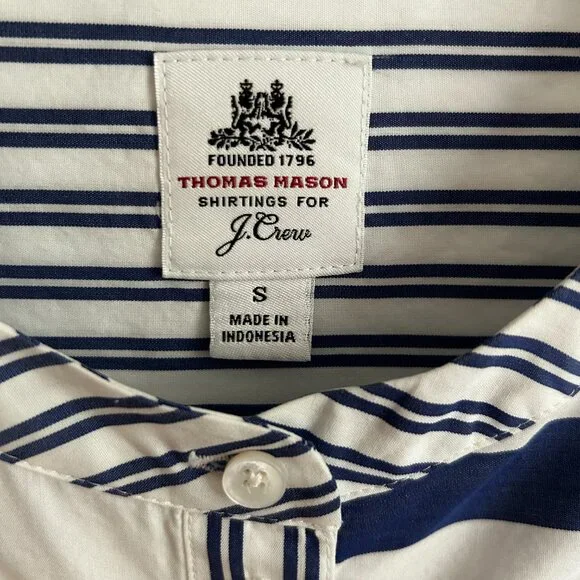 FOUNDED 1796
THOMAS MASON
SHIRTINGS FOR
J.Crew
S
MADE IN
INDONESIA